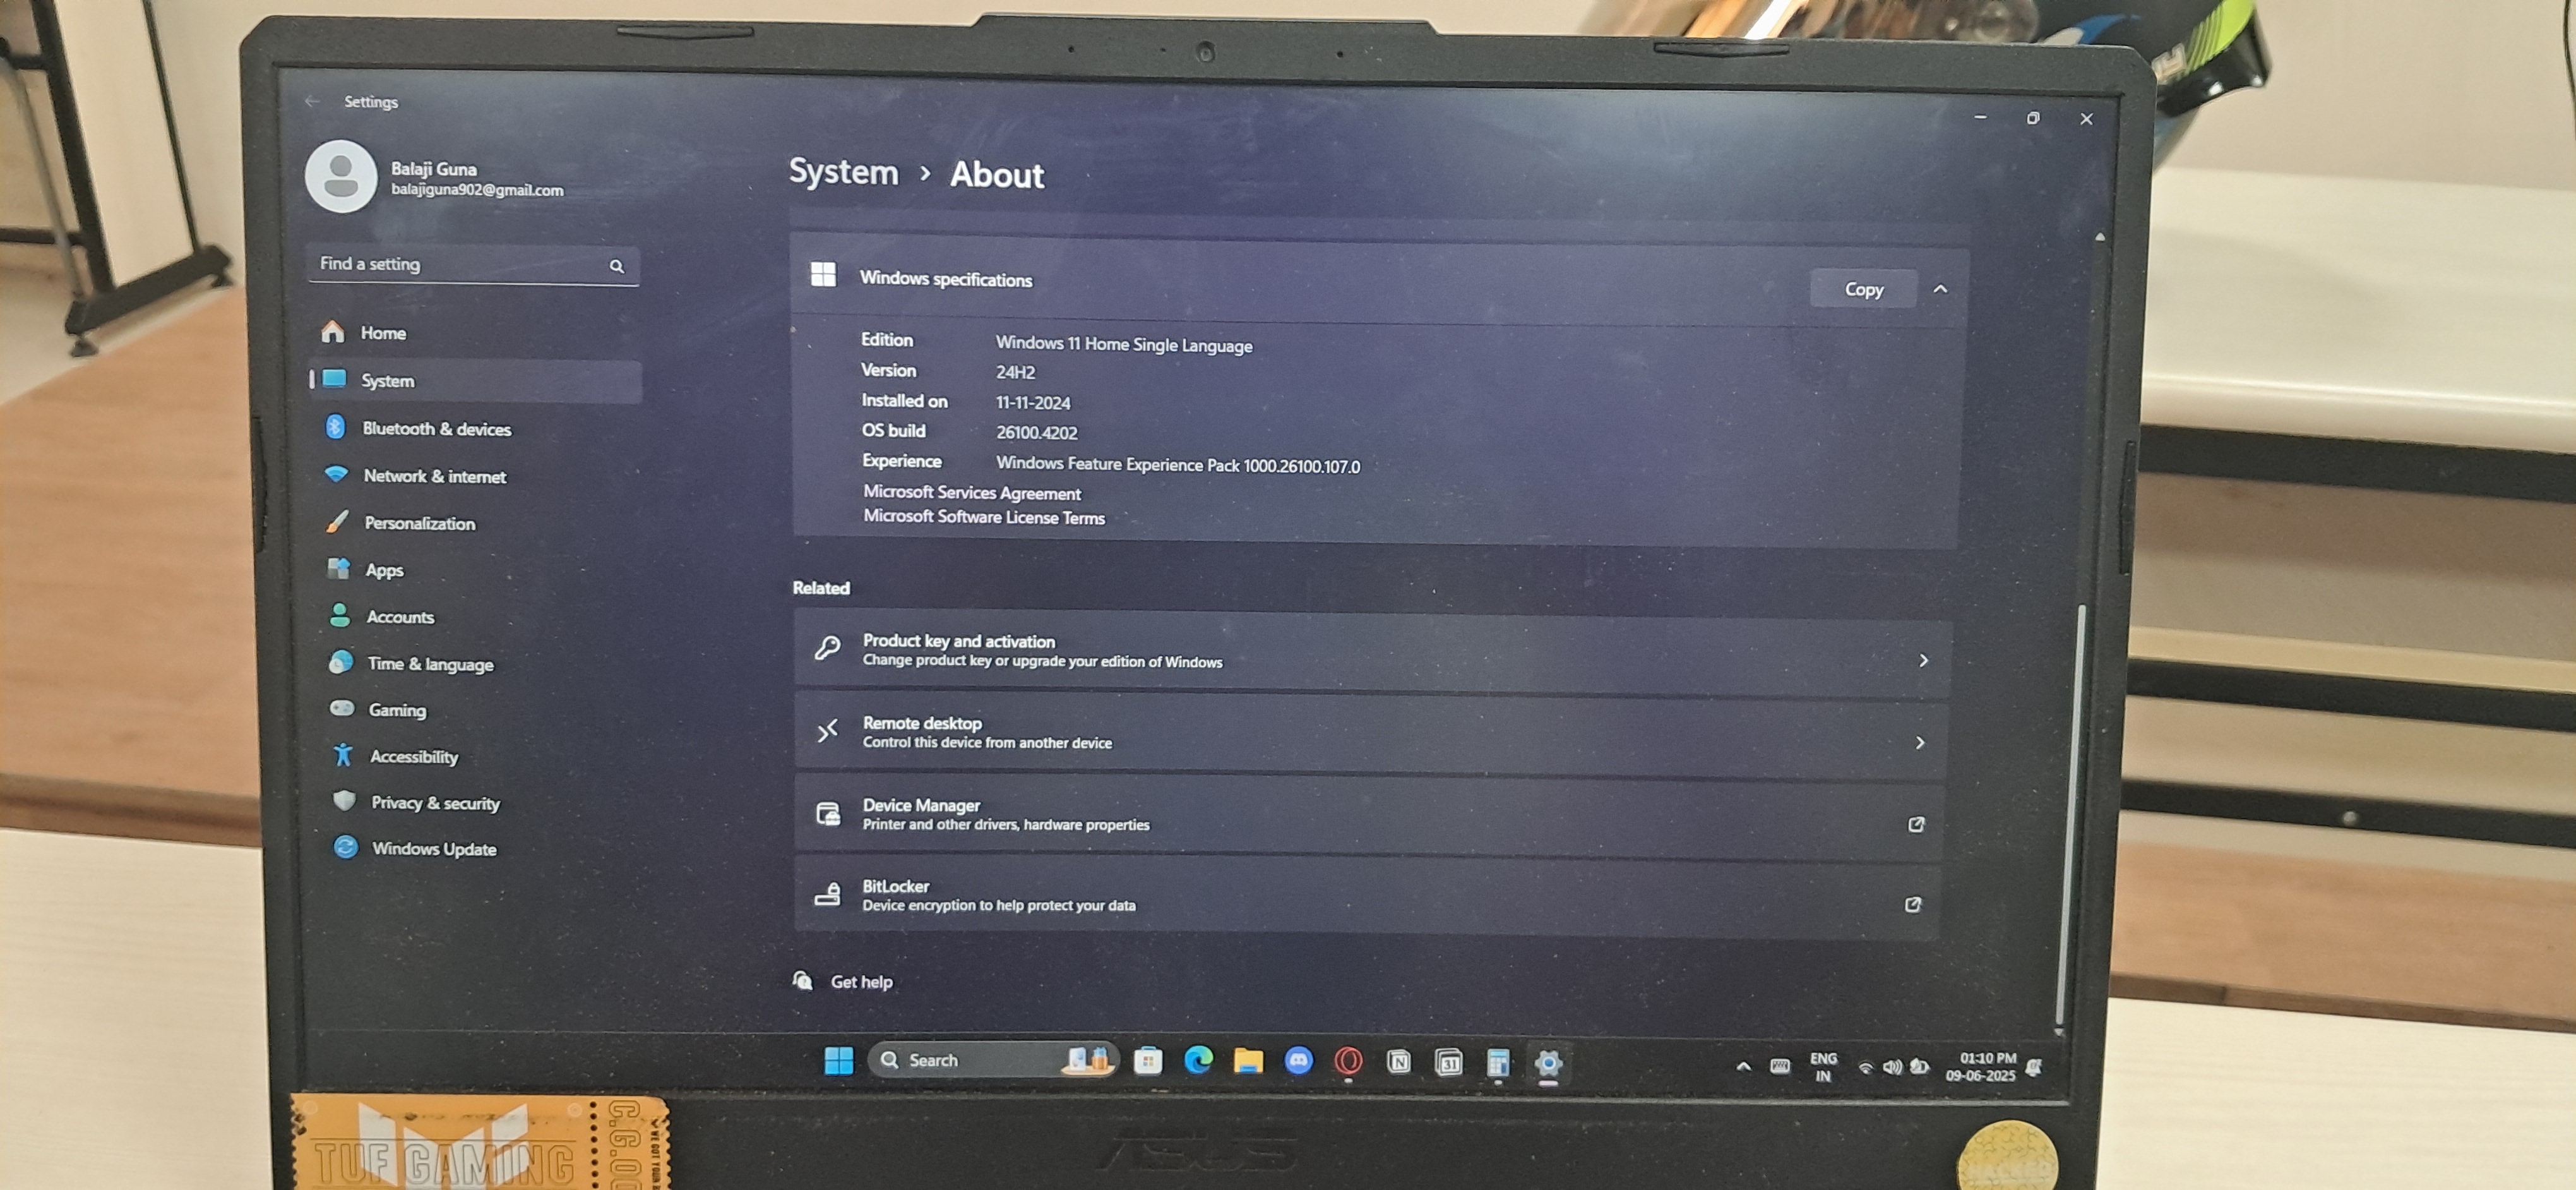 Settings
Balaji Guna
balajiguna902@gmail.com
Find a setting
Home
System
Bluetooth & devices
Network & internet
Personalization
Apps
Accounts
Time & language
Gaming
Accessibility
Privacy & security
Windows Update
System > About
Windows specifications
Copy
Edition Windows 11 Home Single Language
Version 24H2
Installed on 11-11-2024
OS build 26100.4202
Experience Windows Feature Experience Pack 1000.26100.107.0
Microsoft Services Agreement
Microsoft Software License Terms
Related
Product key and activation
Change product key or upgrade your edition of Windows
Remote desktop
Control this device from another device
Device Manager
Printer and other drivers, hardware properties
BitLocker
Device encryption to help protect your data
Get help
Search
31
ENG
IN
01:10 PM
09-06-2025
TUF GAMING
ASUS